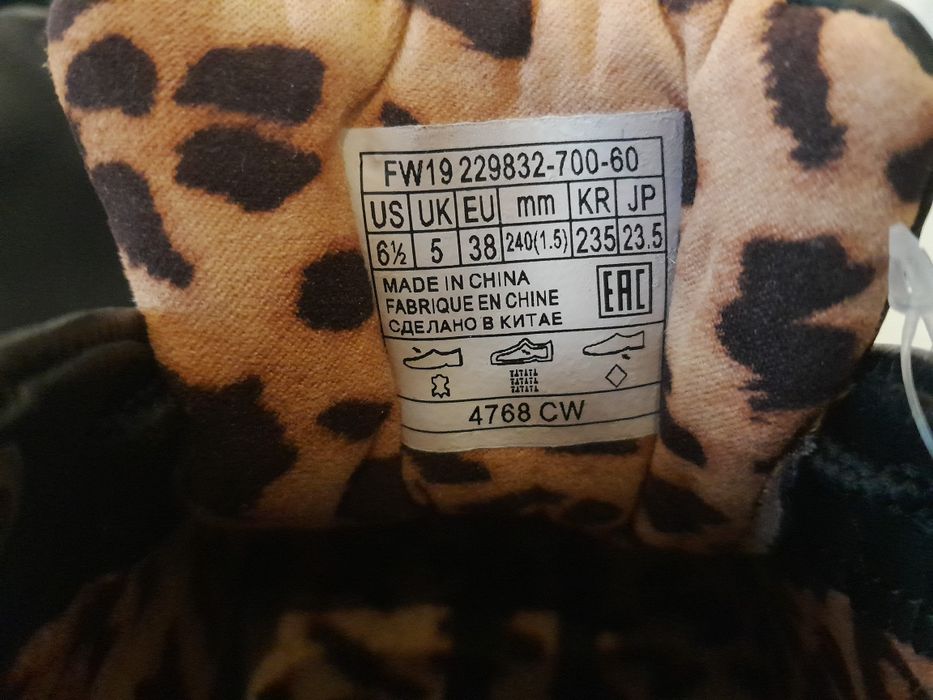 FW19 229832-700-60
US UK EU mm KR JP
6½ 5 38 240(1.5) 235 23.5
MADE IN CHINA
FABRIQUE EN CHINE
СДЕЛАНО В КИТАЕ
EAC
4768 CW